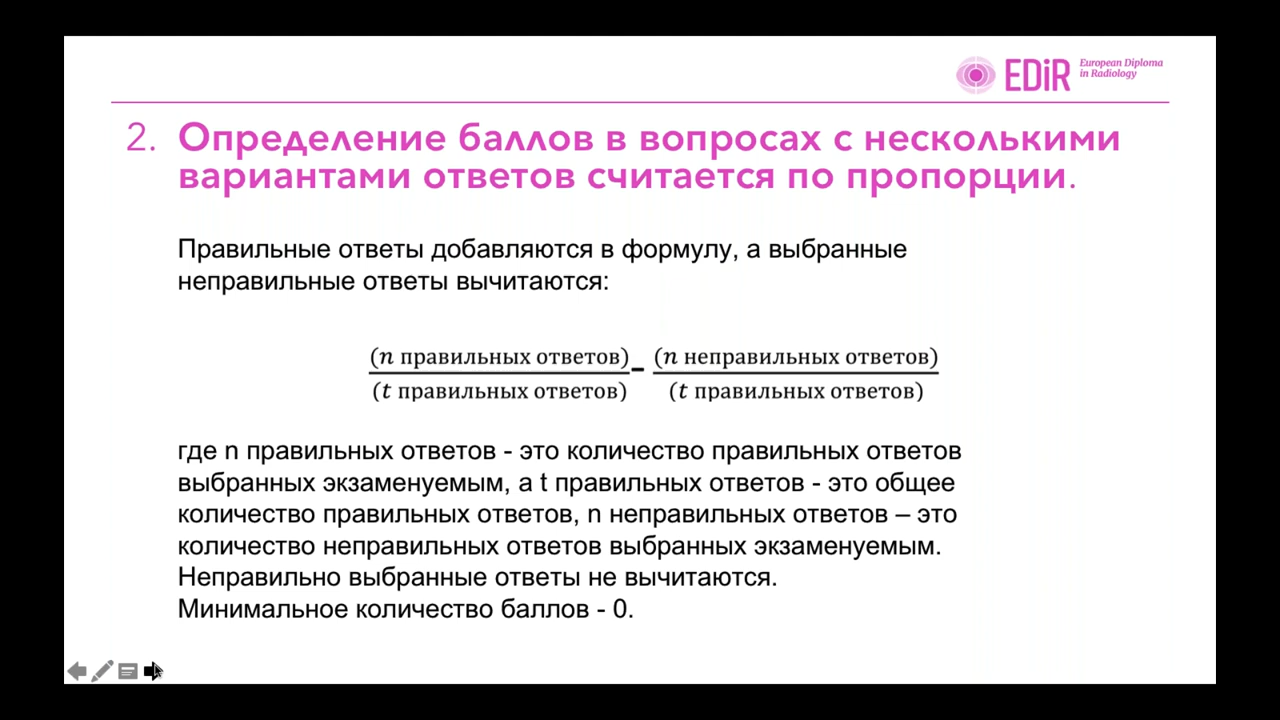 EDiR European Diploma
in Radiology
2. Определение баллов в вопросах с несколькими
вариантами ответов считается по пропорции.
Правильные ответы добавляются в формулу, а выбранные
неправильные ответы вычитаются:
(n правильных ответов) – (n неправильных ответов)
(t правильных ответов) (t правильных ответов)
где n правильных ответов - это количество правильных ответов
выбранных экзаменуемым, а t правильных ответов - это общее
количество правильных ответов, n неправильных ответов – это
количество неправильных ответов выбранных экзаменуемым.
Неправильно выбранные ответы не вычитаются.
Минимальное количество баллов - 0.